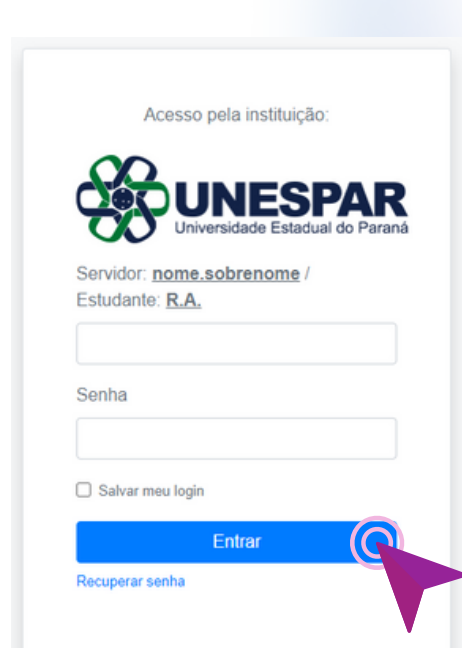 Acesso pela instituição:
UNESPAR
Universidade Estadual do Paraná
Servidor: nome.sobrenome /
Estudante: R.A.
Senha
Salvar meu login
Entrar
Recuperar senha